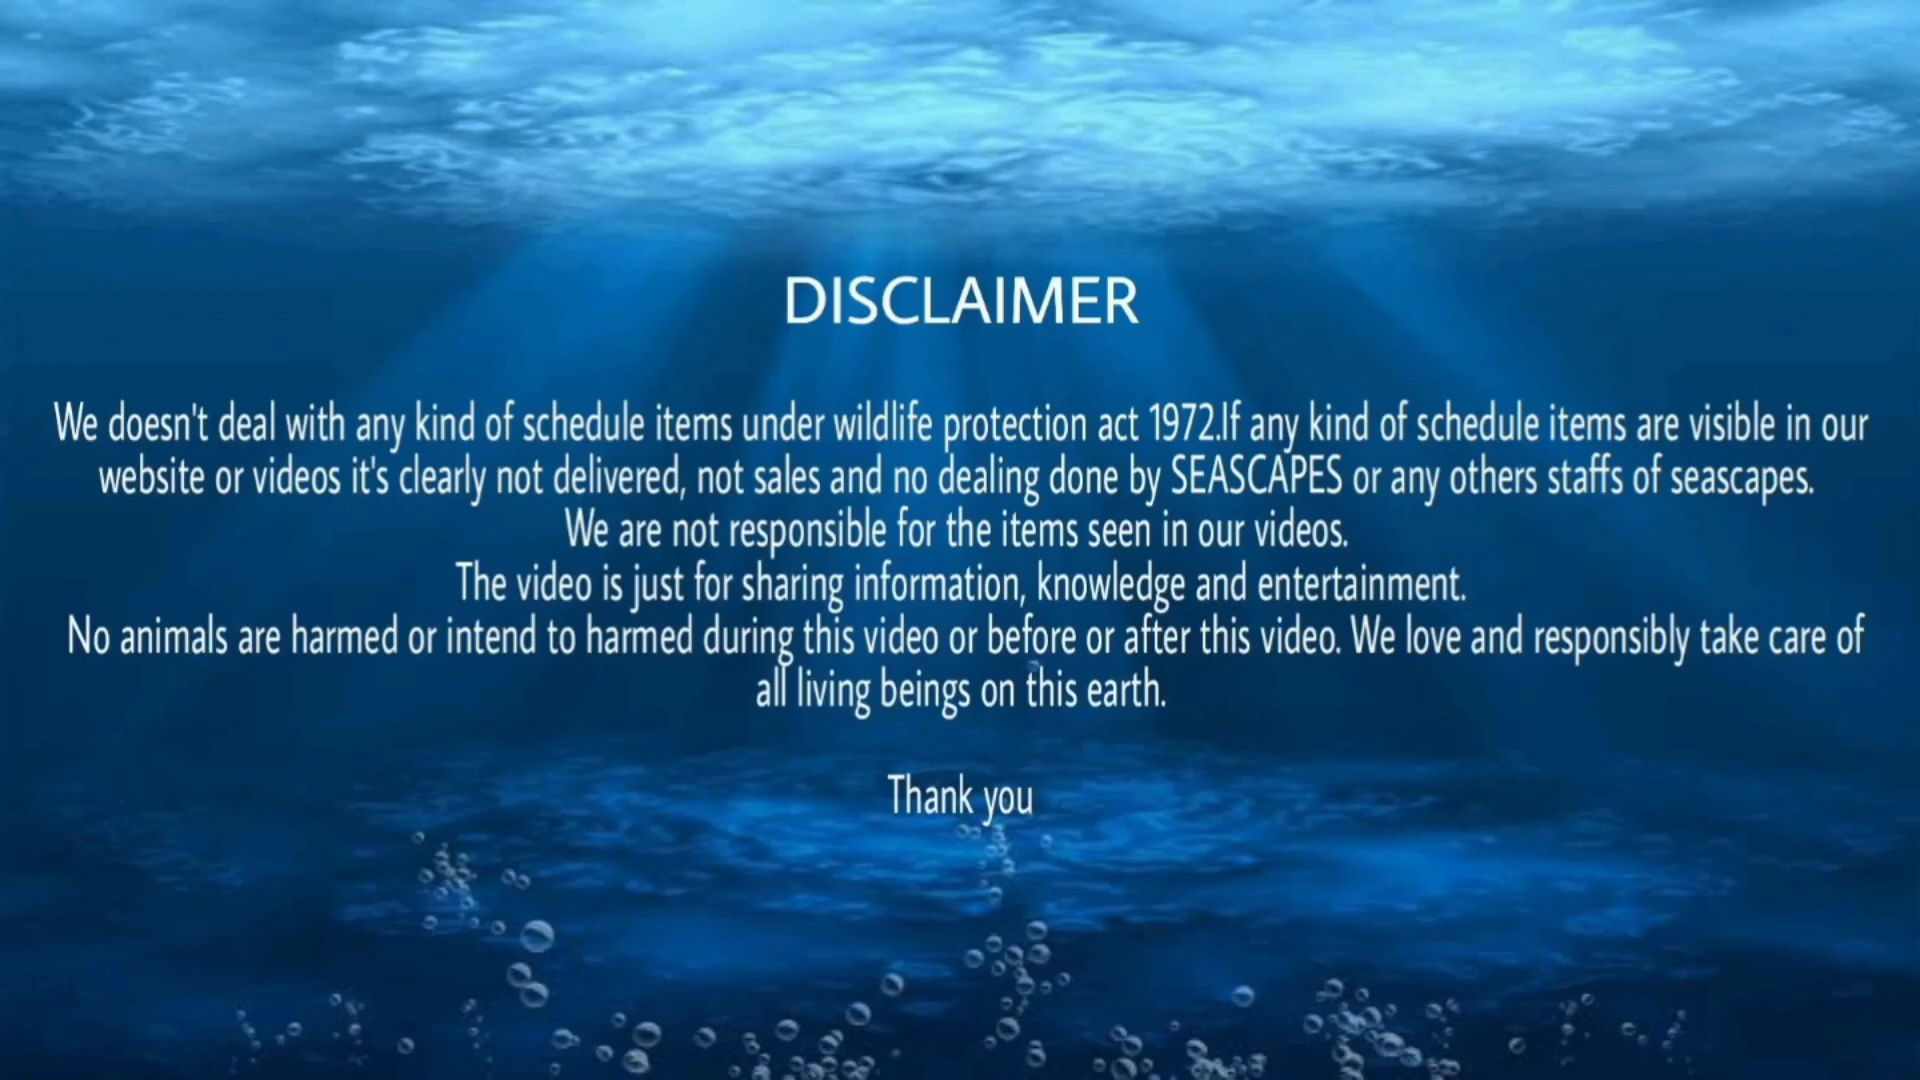 DISCLAIMER
We doesn't deal with any kind of schedule items under wildlife protection act 1972.If any kind of schedule items are visible in our
website or videos it's clearly not delivered, not sales and no dealing done by SEASCAPES or any others staffs of seascapes.
We are not responsible for the items seen in our videos.
The video is just for sharing information, knowledge and entertainment.
No animals are harmed or intend to harmed during this video or before or after this video. We love and responsibly take care of
all living beings on this earth.
Thank you